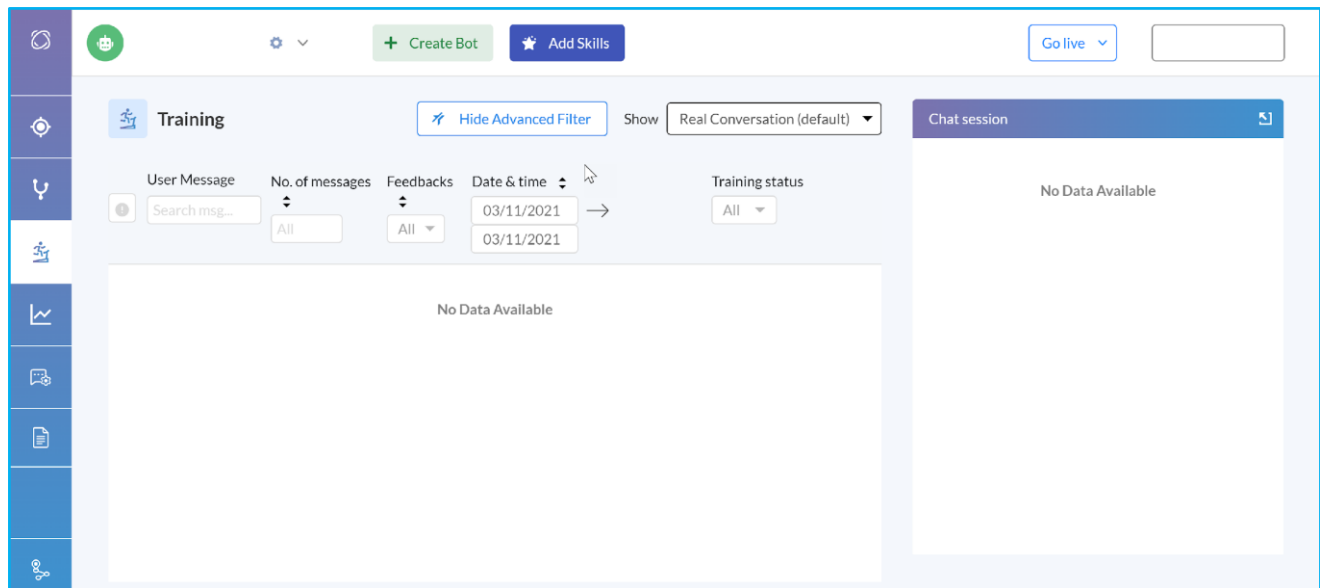 + Create Bot
Add Skills
Go live
Training
Hide Advanced Filter
Show
Real Conversation (default)
User Message
No. of messages
Feedbacks
Date & time
Training status
Search msg...
All
All
03/11/2021
03/11/2021
All
No Data Available
Chat session
No Data Available